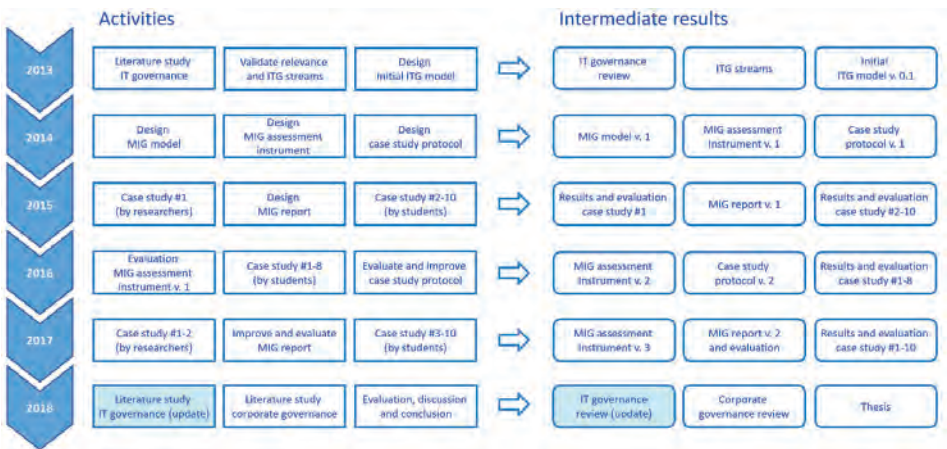 Activities
Intermediate results
2013
Literature study
IT governance
Validate relevance
and ITG streams
Design
Initial ITG model
IT governance
review
ITG streams
Initial
ITG model v. 0.1
2014
Design
MIG model
Design
MIG assessment
instrument
Design
case study protocol
MIG model v. 1
MIG assessment
Instrument v. 1
Case study
protocol v. 1
2015
Case study #1
(by researchers)
Design
MIG report
Case study #2-10
(by students)
Results and evaluation
case study #1
MIG report v. 1
Results and evaluation
case study #2-10
2016
Evaluation
MIG assessment
instrument v. 1
Case study #1-8
(by students)
Evaluate and improve
case study protocol
MIG assessment
Instrument v. 2
Case study
protocol v. 2
Results and evaluation
case study #1-8
2017
Case study #1-2
(by researchers)
Improve and evaluate
MIG report
Case study #3-10
(by students)
MIG assessment
Instrument v. 3
MIG report v. 2
and evaluation
Results and evaluation
case study #1-10
2018
Literature study
IT governance (update)
Literature study
corporate governance
Evaluation, discussion
and conclusion
IT governance
review (update)
Corporate
governance review
Thesis